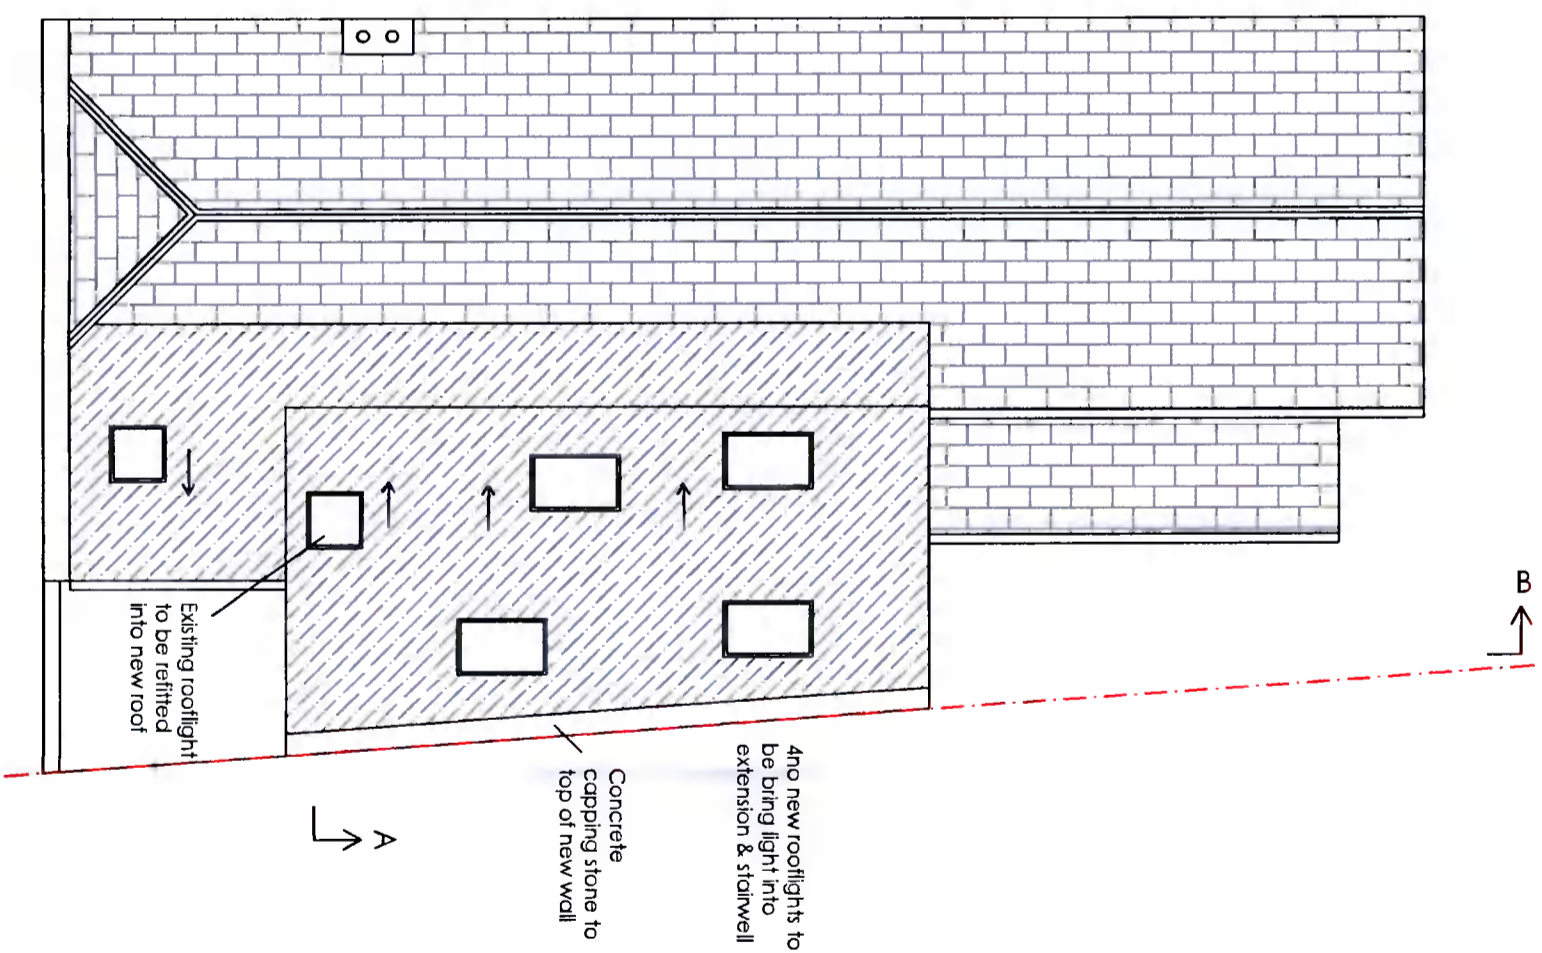 B
Existing rooflight
to be refitted
into new roof
4no new rooflights to
be bring light into
extension & stairwell
Concrete
capping stone to
top of new wall
A